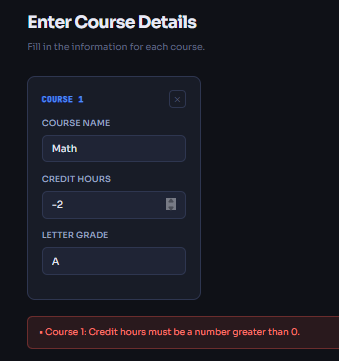 Enter Course Details
Fill in the information for each course.
COURSE 1 ×
COURSE NAME
Math
CREDIT HOURS
-2
LETTER GRADE
A
• Course 1: Credit hours must be a number greater than 0.